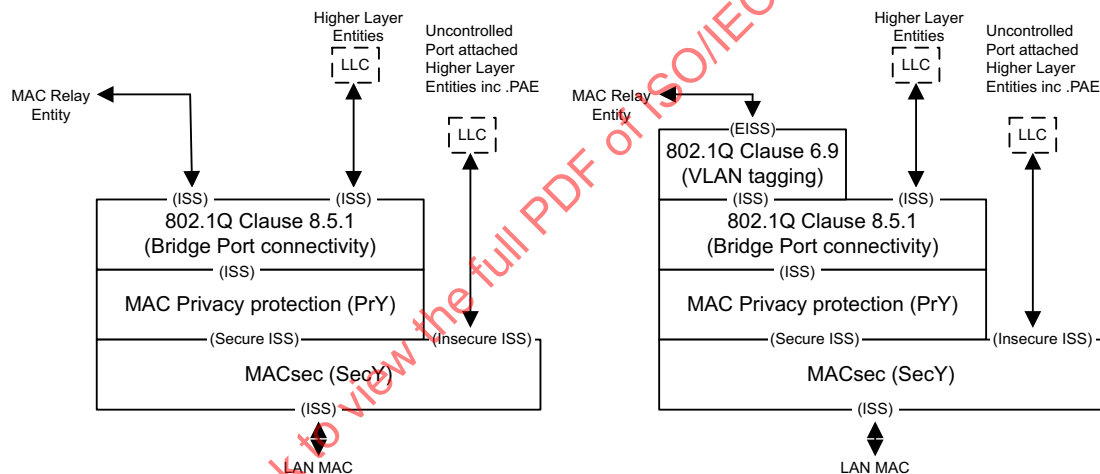 Higher Layer
Entities
LLC
Uncontrolled
Port attached
Higher Layer
Entities inc .PAE
LLC
MAC Relay
Entity
(ISS)
(ISS)
802.1Q Clause 8.5.1
(Bridge Port connectivity)
(ISS)
MAC Privacy protection (PrY)
(Secure ISS)
(Insecure ISS)
MACsec (SecY)
(ISS)
LAN MAC
Higher Layer
Entities
LLC
Uncontrolled
Port attached
Higher Layer
Entities inc .PAE
LLC
MAC Relay
Entity
(EISS)
802.1Q Clause 6.9
(VLAN tagging)
(ISS)
(ISS)
802.1Q Clause 8.5.1
(Bridge Port connectivity)
(ISS)
MAC Privacy protection (PrY)
(Secure ISS)
(Insecure ISS)
MACsec (SecY)
(ISS)
LAN MAC
k to view the full PDF of ISO/IEC